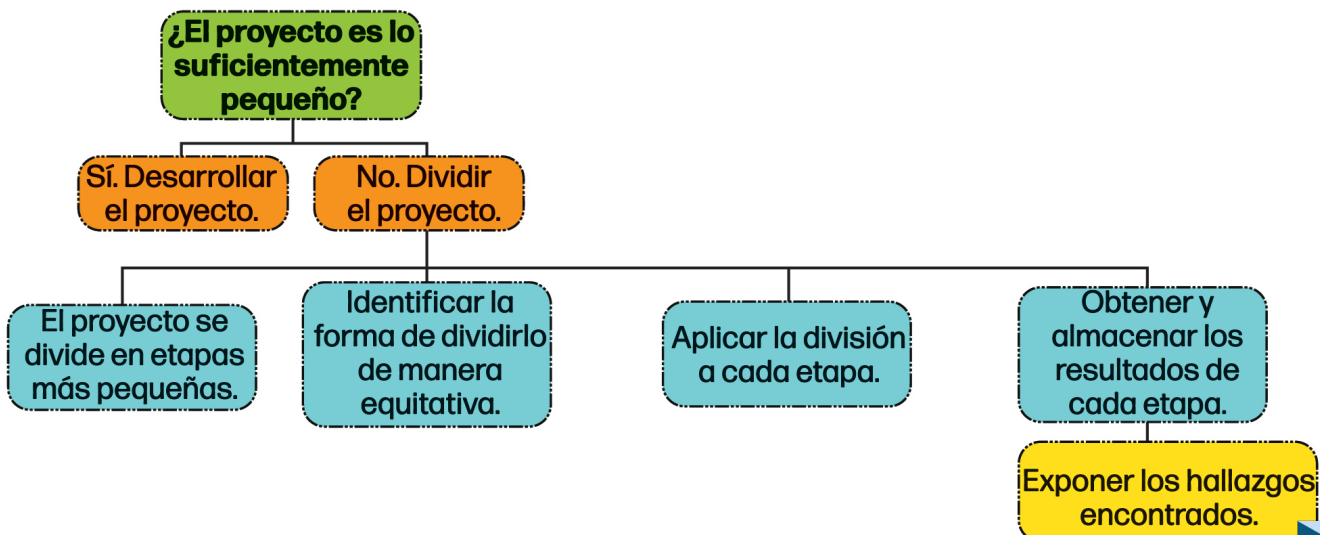 ¿El proyecto es lo
suficientemente
pequeño?
Sí. Desarrollar
el proyecto.
No. Dividir
el proyecto.
El proyecto se
divide en etapas
más pequeñas.
Identificar la
forma de dividirlo
de manera
equitativa.
Aplicar la división
a cada etapa.
Obtener y
almacenar los
resultados de
cada etapa.
Exponer los hallazgos
encontrados.